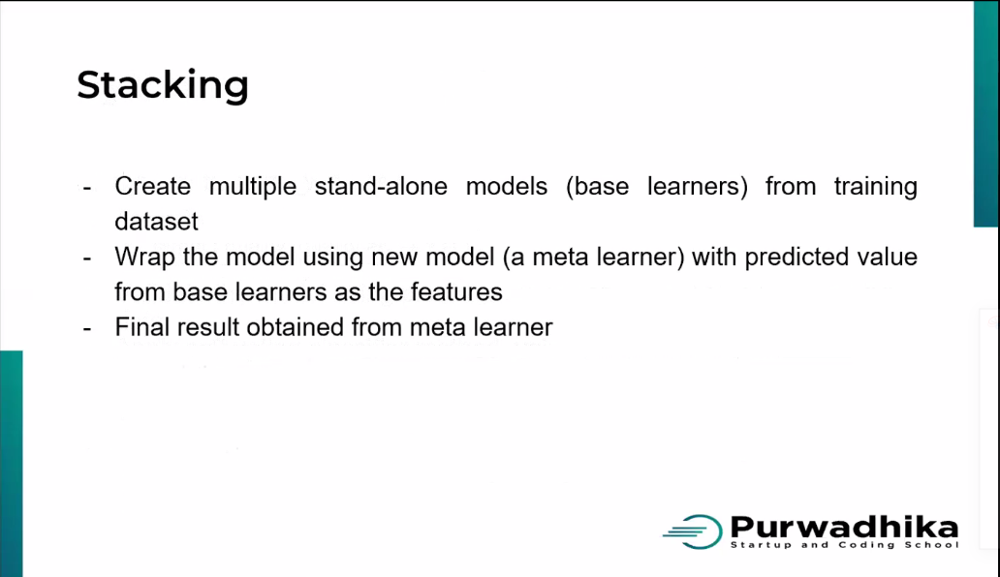 Stacking
- Create multiple stand-alone models (base learners) from training
dataset
- Wrap the model using new model (a meta learner) with predicted value
from base learners as the features
- Final result obtained from meta learner
Purwadhika
Startup and Coding School